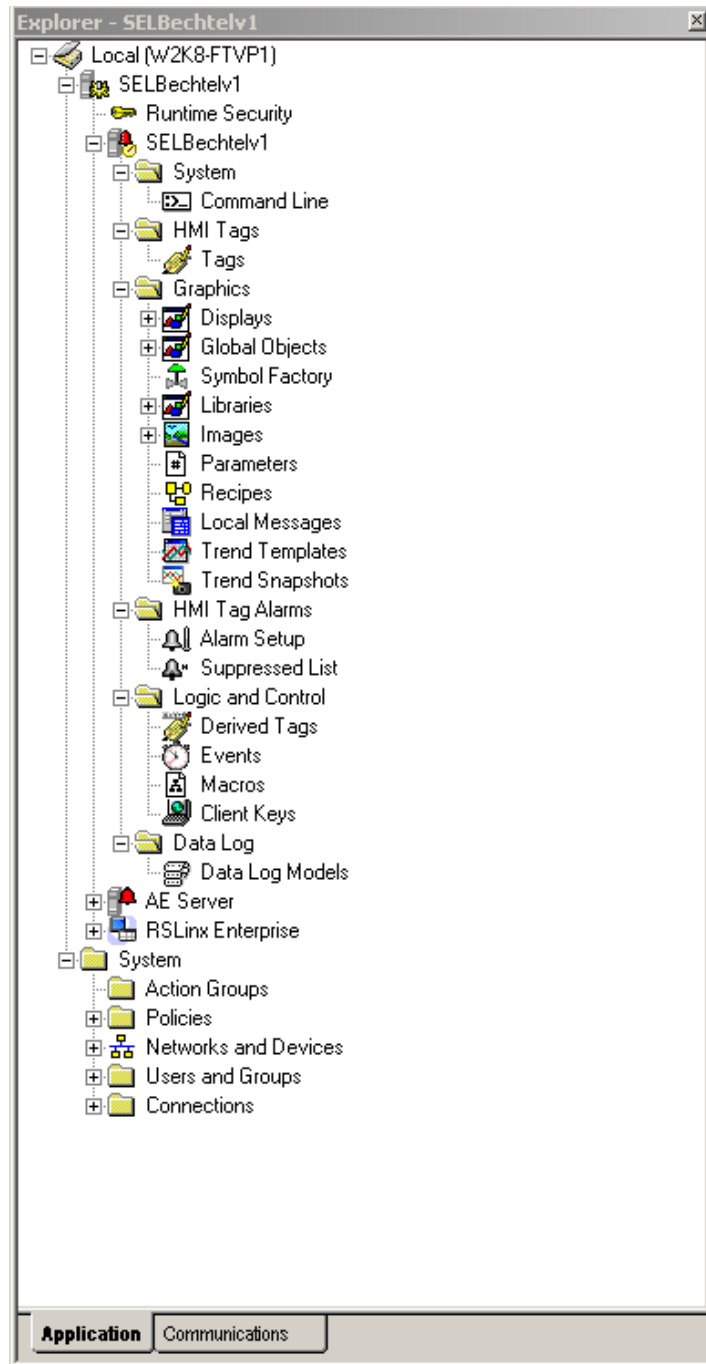 Explorer - SELBechtelv1
Local (W2K8-FTVP1)
SELBechtelv1
Runtime Security
SELBechtelv1
System
Command Line
HMI Tags
Tags
Graphics
Displays
Global Objects
Symbol Factory
Libraries
Images
Parameters
Recipes
Local Messages
Trend Templates
Trend Snapshots
HMI Tag Alarms
Alarm Setup
Suppressed List
Logic and Control
Derived Tags
Events
Macros
Client Keys
Data Log
Data Log Models
AE Server
RSLinx Enterprise
System
Action Groups
Policies
Networks and Devices
Users and Groups
Connections
Application Communications